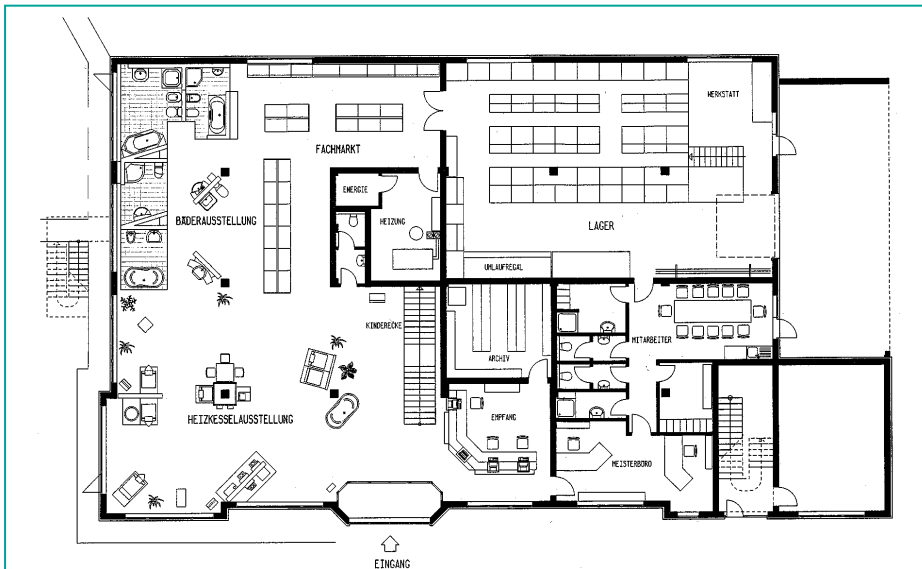 WERKSTATT
FACHMARKT
ENERGIE
BÄDERAUSSTELLUNG
HEIZUNG
LAGER
UMLAUFREGAL
KINDERECKE
MITARBEITER
ARCHIV
HEIZKESSELAUSSTELLUNG
EMPFANG
MEISTERBÜRO
EINGANG